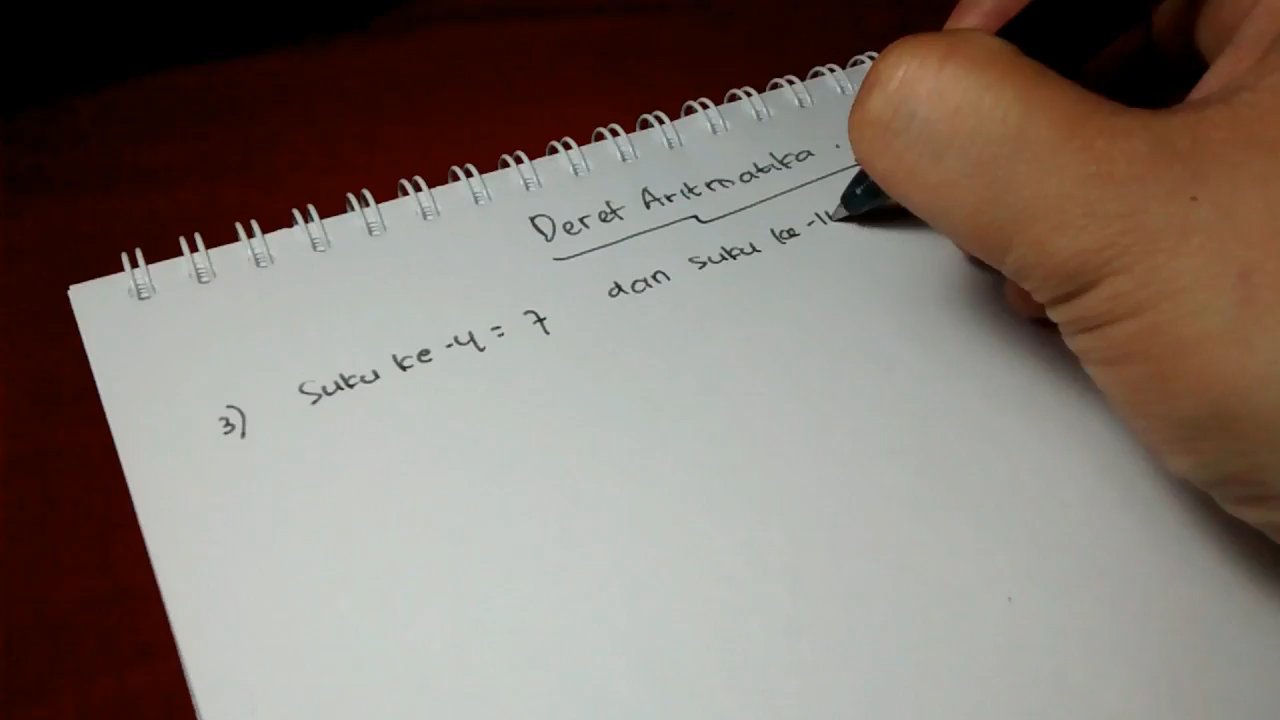 Deret Aritmatika.
3) Suku ke-4 = 7 dan suku ke-